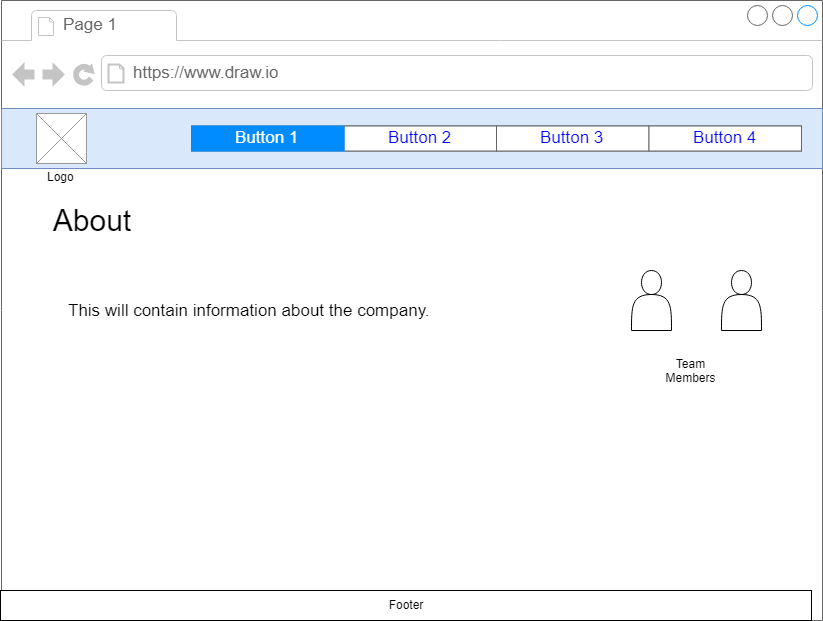 Page 1
https://www.draw.io
Button 1
Button 2
Button 3
Button 4
Logo
About
This will contain information about the company.
Team
Members
Footer